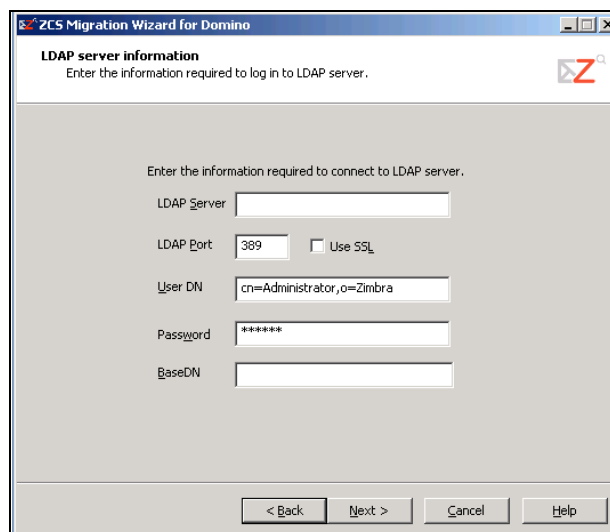 ZCS Migration Wizard for Domino
LDAP server information
Enter the information required to log in to LDAP server.
Z
Enter the information required to connect to LDAP server.
LDAP Server
LDAP Port 389 Use SSL
User DN cn=Administrator,o=Zimbra
Password ******
BaseDN
< Back Next > Cancel Help